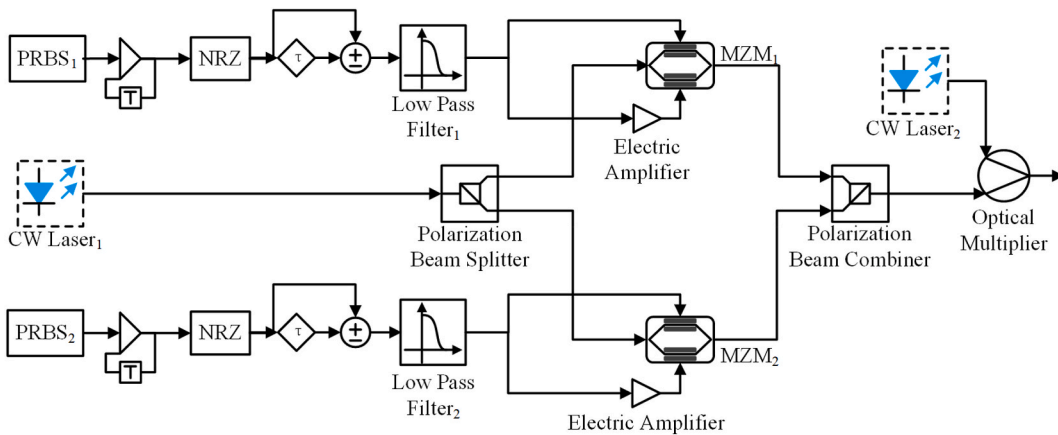 PRBS₁
T
NRZ
τ
±
Low Pass
Filter₁
MZM₁
Electric
Amplifier
CW Laser₂
CW Laser₁
Polarization
Beam Splitter
Polarization
Beam Combiner
Optical
Multiplier
PRBS₂
T
NRZ
τ
±
Low Pass
Filter₂
MZM₂
Electric Amplifier